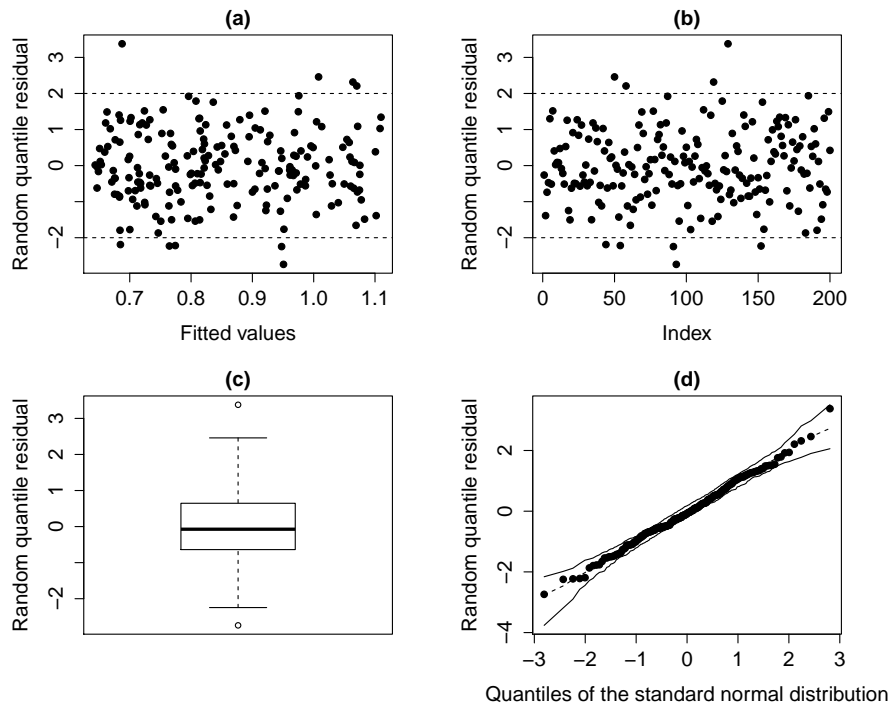 (a)
Random quantile residual
3
2
1
0
−2
0.7 0.8 0.9 1.0 1.1
Fitted values
(b)
Random quantile residual
3
2
1
0
−2
0 50 100 150 200
Index
(c)
Random quantile residual
3
2
1
0
−2
(d)
Random quantile residual
2
0
−2
−4
−3 −2 −1 0 1 2 3
Quantiles of the standard normal distribution